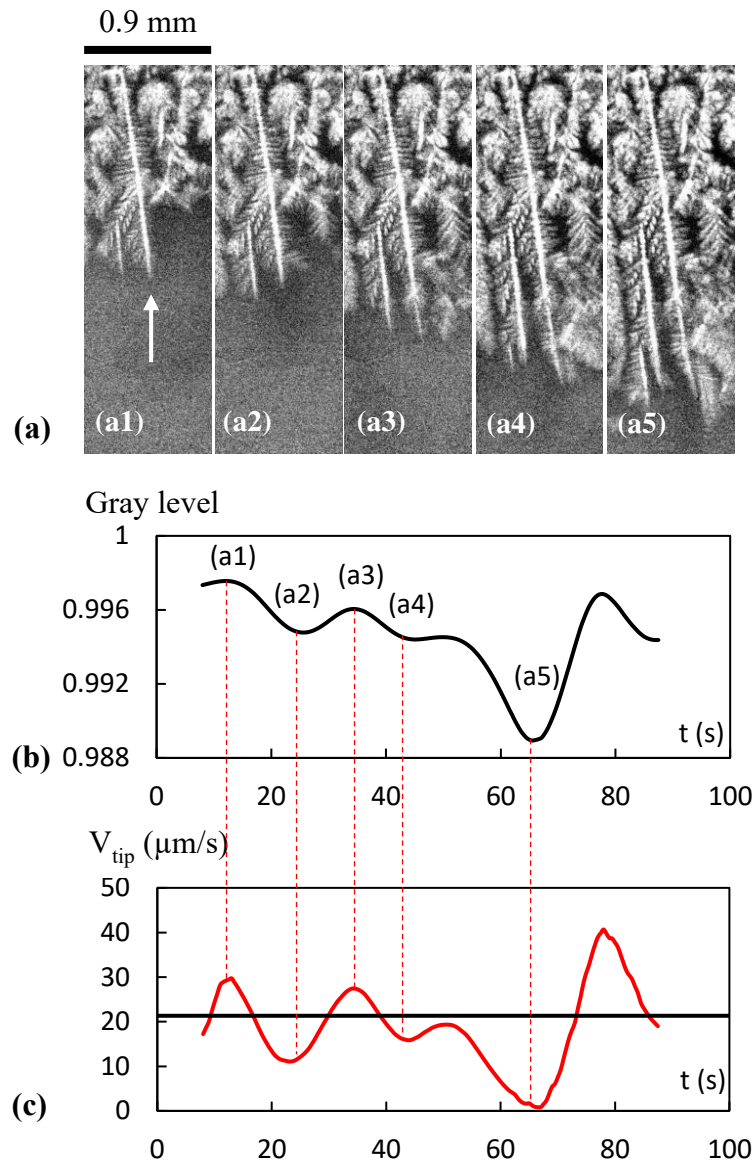 0.9 mm
(a) (a1) (a2) (a3) (a4) (a5)
Gray level
1
0.996
0.992
0.988
(a1) (a2) (a3) (a4) (a5)
t (s)
(b)
0 20 40 60 80 100
Vtip (µm/s)
50
40
30
20
10
0
t (s)
(c)
0 20 40 60 80 100